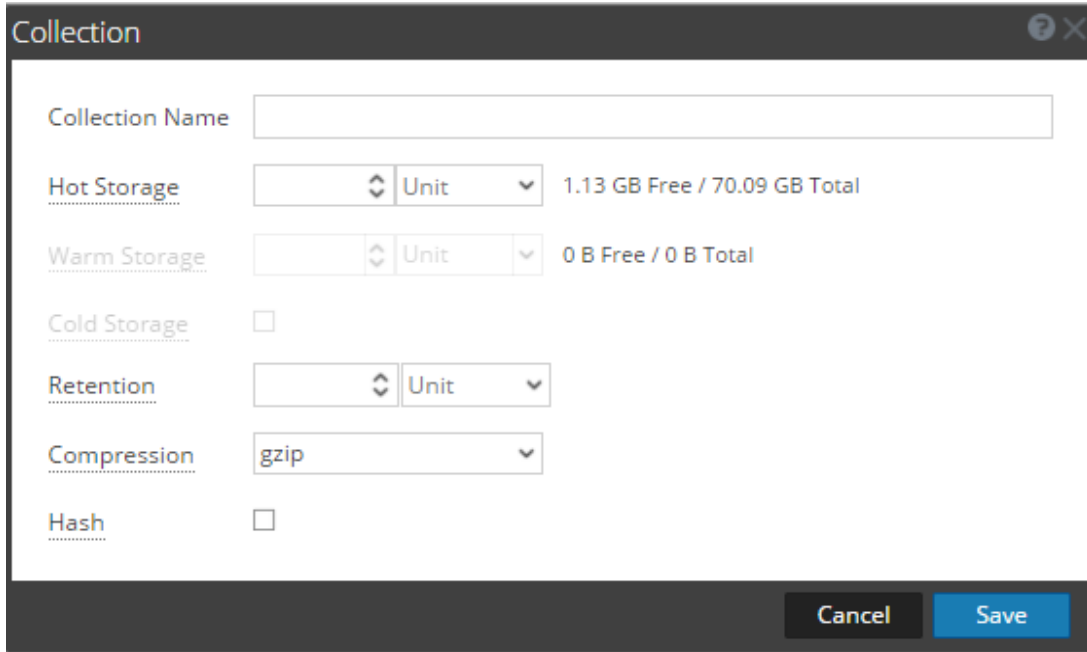 Collection
Collection Name
Hot Storage Unit 1.13 GB Free / 70.09 GB Total
Warm Storage Unit 0 B Free / 0 B Total
Cold Storage
Retention Unit
Compression gzip
Hash
Cancel Save